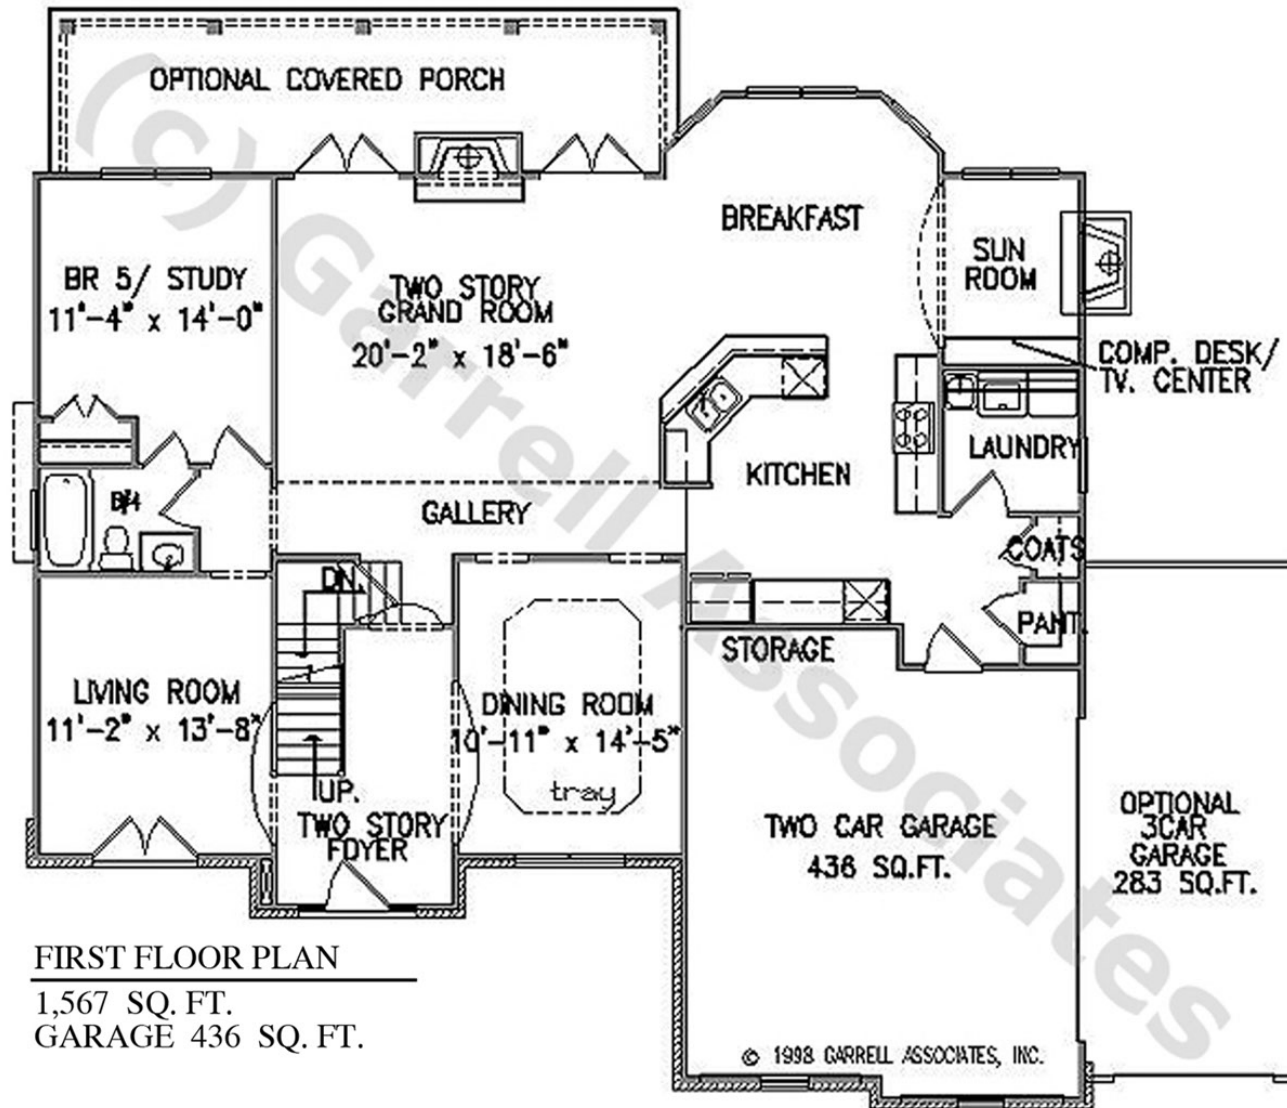 OPTIONAL COVERED PORCH
BREAKFAST
SUN
ROOM
BR 5/ STUDY
11'-4" x 14'-0"
TWO STORY
GRAND ROOM
20'-2" x 18'-6"
COMP. DESK/
TV. CENTER
LAUNDRY
KITCHEN
GALLERY
COATS
DN.
PANT.
STORAGE
LIVING ROOM
11'-2" x 13'-8"
DINING ROOM
10'-11" x 14'-5"
tray
UP.
TWO STORY
FOYER
TWO CAR GARAGE
436 SQ.FT.
OPTIONAL
3CAR
GARAGE
283 SQ.FT.
FIRST FLOOR PLAN
1,567 SQ. FT.
GARAGE 436 SQ. FT.
© 1998 GARRELL ASSOCIATES, INC.
(c) Garrell Associates